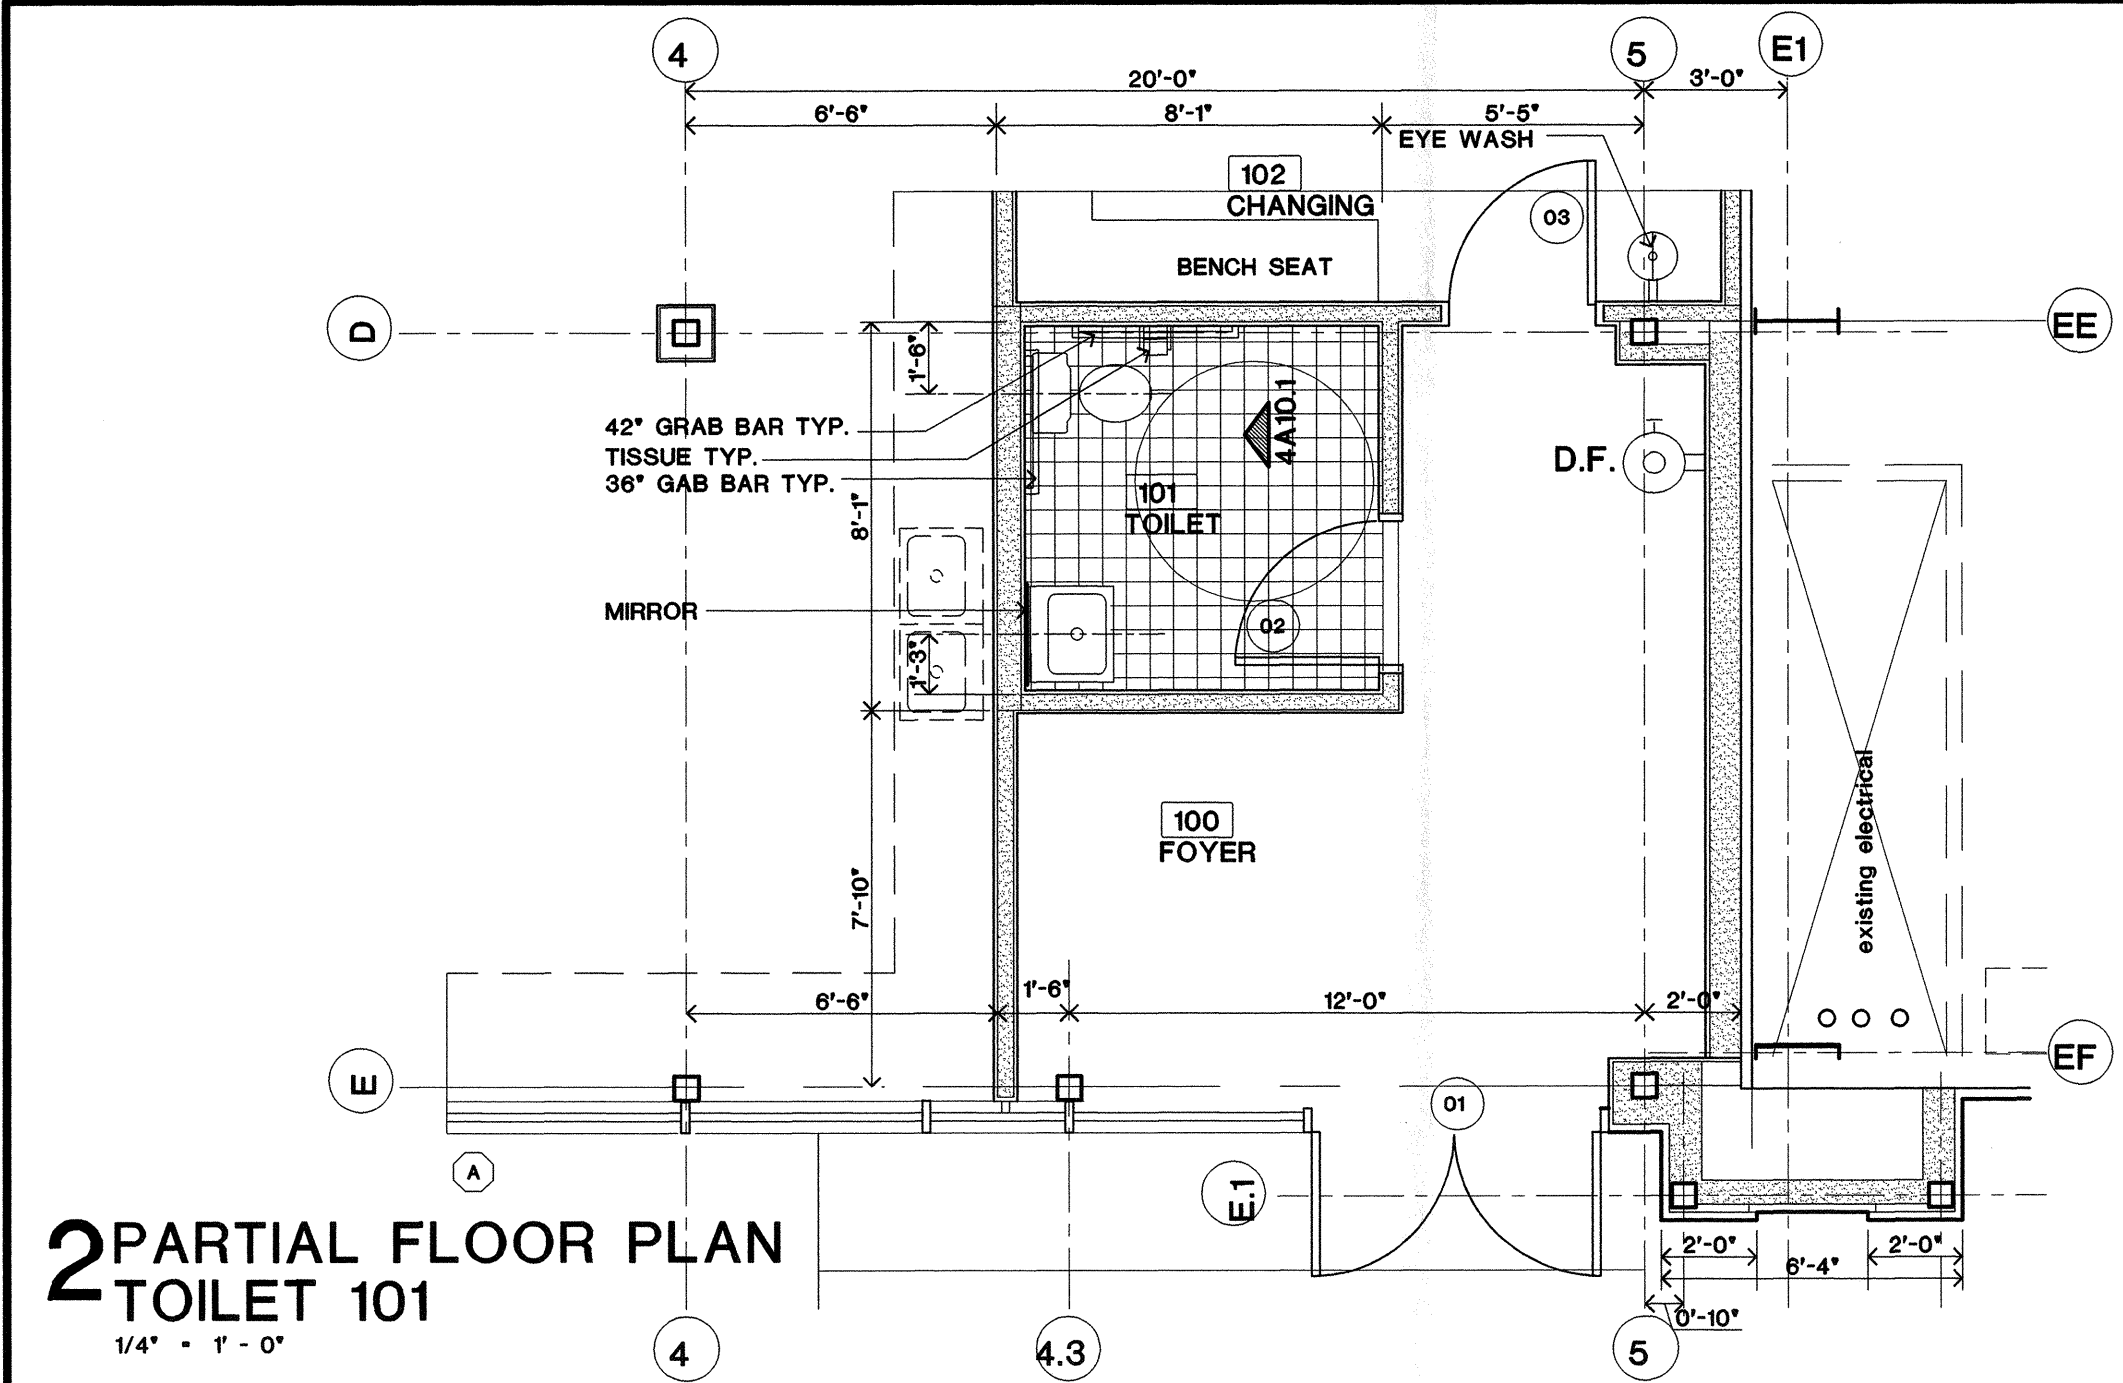 4
5
E1
20'-0"
3'-0"
6'-6"
8'-1"
5'-5"
EYE WASH
102
CHANGING
03
BENCH SEAT
D
EE
1'-6"
42" GRAB BAR TYP.
TISSUE TYP.
36" GAB BAR TYP.
4A10.1
D.F.
101
TOILET
8'-1"
MIRROR
02
1'-3"
100
FOYER
existing electrical
7'-10"
6'-6"
1'-6"
12'-0"
2'-0"
E
EF
01
A
E.1
2 PARTIAL FLOOR PLAN
TOILET 101
1/4" = 1' - 0"
2'-0"
2'-0"
6'-4"
0'-10"
4
4.3
5